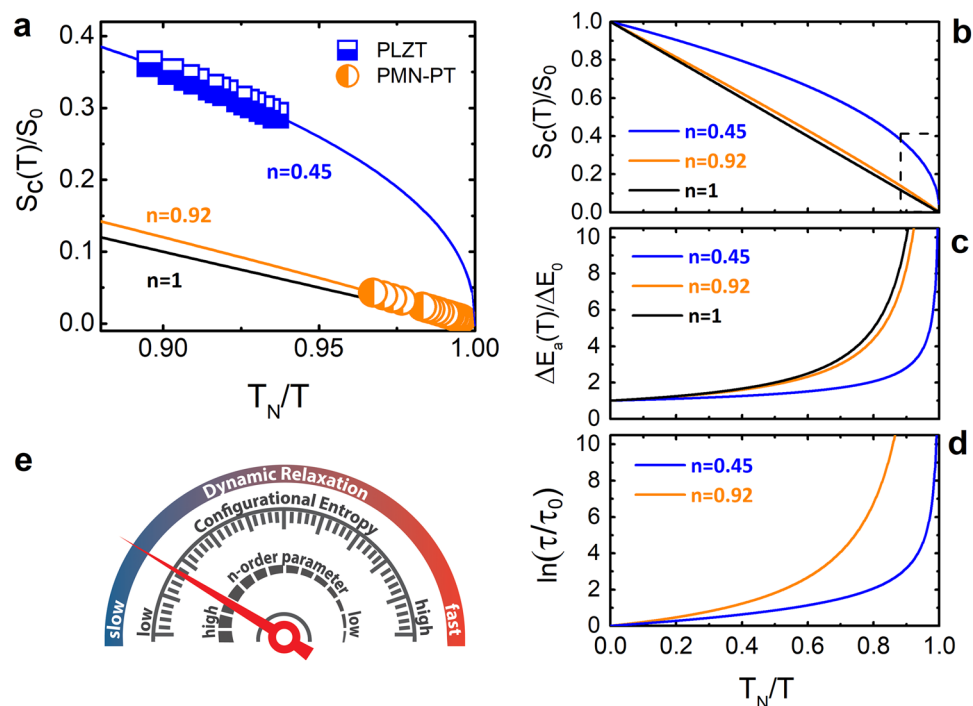 a
S_C(T)/S_0
0.4
0.3
0.2
0.1
0.0
PLZT
PMN-PT
n=0.45
n=0.92
n=1
0.90
0.95
1.00
T_N/T
b
S_C(T)/S_0
1.0
0.8
0.6
0.4
0.2
0.0
n=0.45
n=0.92
n=1
c
ΔE_a(T)/ΔE_0
10
8
6
4
2
0
n=0.45
n=0.92
n=1
d
ln(τ/τ_0)
10
8
6
4
2
0
n=0.45
n=0.92
0.0
0.2
0.4
0.6
0.8
1.0
T_N/T
e
Dynamic Relaxation
slow
fast
Configurational Entropy
low
high
n-order parameter
high
low